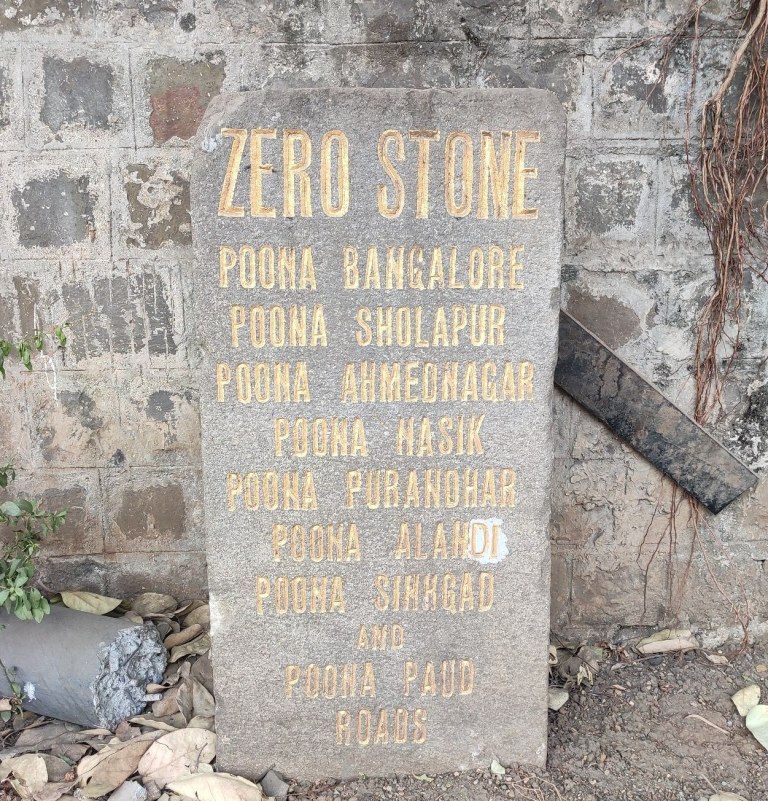 ZERO STONE
POONA BANGALORE
POONA SHOLAPUR
POONA AHMEDNAGAR
POONA NASIK
POONA PURANDHAR
POONA ALANDI
POONA SINHGAD
AND
POONA PAUD
ROADS